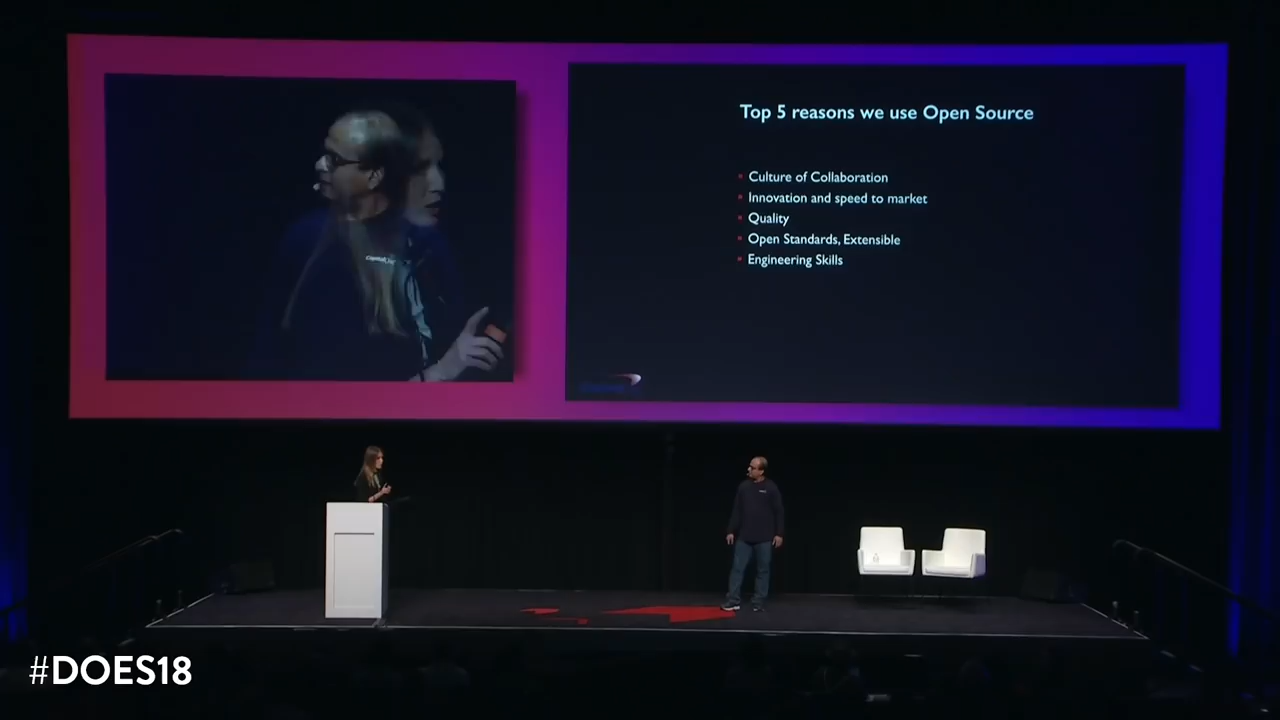 Top 5 reasons we use Open Source
Culture of Collaboration
Innovation and speed to market
Quality
Open Standards, Extensible
Engineering Skills
#DOES18